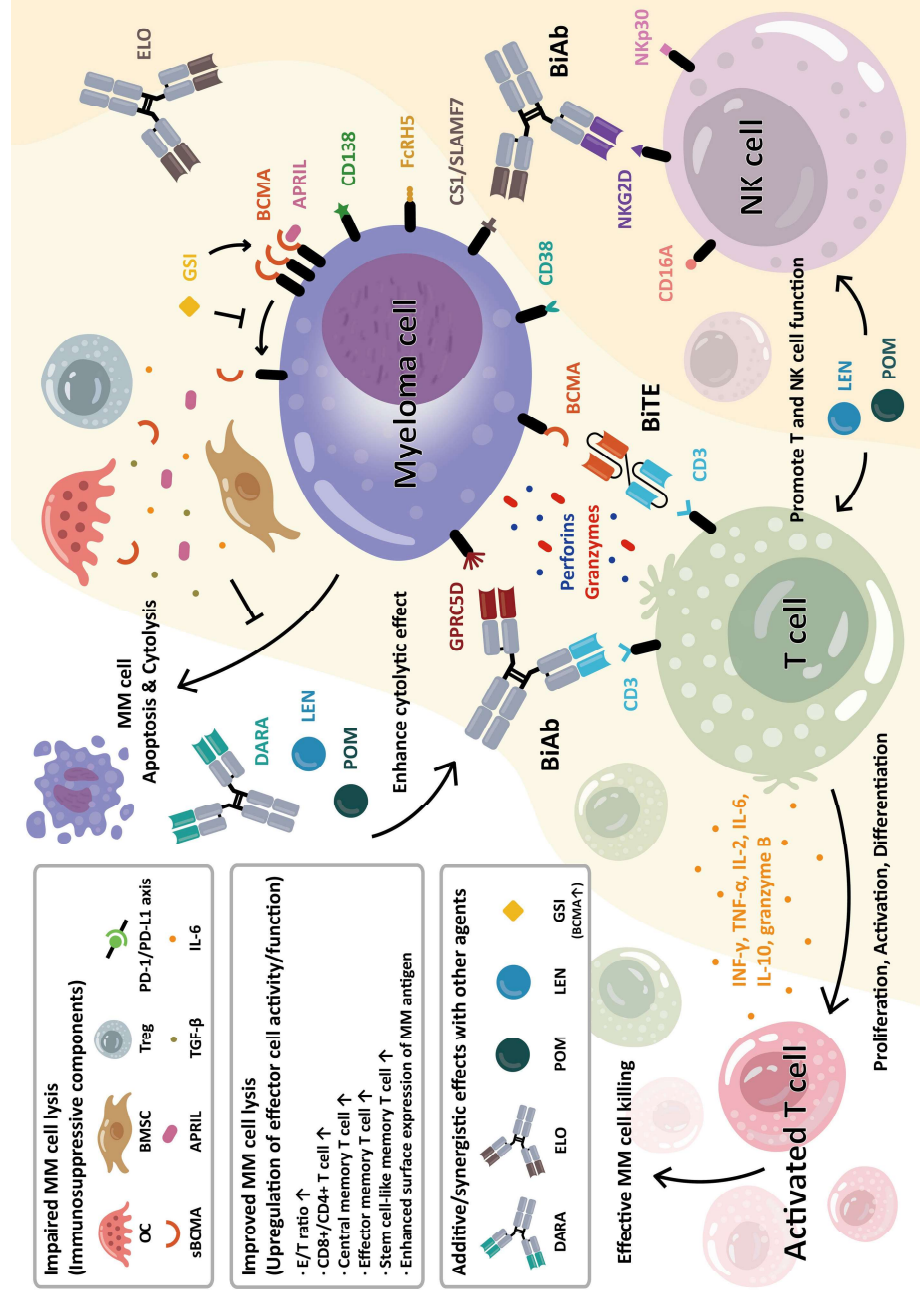 Impaired MM cell lysis
(Immunosuppressive components)
OC
BMSC
Treg
PD-1/PD-L1 axis
sBCMA
APRIL
TGF-β
IL-6
Improved MM cell lysis
(Upregulation of effector cell activity/function)
· E/T ratio ↑
· CD8+/CD4+ T cell ↑
· Central memory T cell ↑
· Effector memory T cell ↑
· Stem cell-like memory T cell ↑
· Enhanced surface expression of MM antigen
Additive/synergistic effects with other agents
DARA
ELO
POM
LEN
GSI
(BCMA↑)
MM cell
Apoptosis & Cytolysis
DARA
LEN
POM
Enhance cytolytic effect
GSI
BCMA
APRIL
CD138
FcRH5
CS1/SLAMF7
CD38
ELO
Myeloma cell
BCMA
BiTE
CD3
GPRC5D
Perforins
Granzymes
BiAb
CD3
T cell
BiAb
NKG2D
NKp30
CD16A
NK cell
Promote T and NK cell function
LEN
POM
INF-γ, TNF-α, IL-2, IL-6,
IL-10, granzyme B
Proliferation, Activation, Differentiation
Activated T cell
Effective MM cell killing